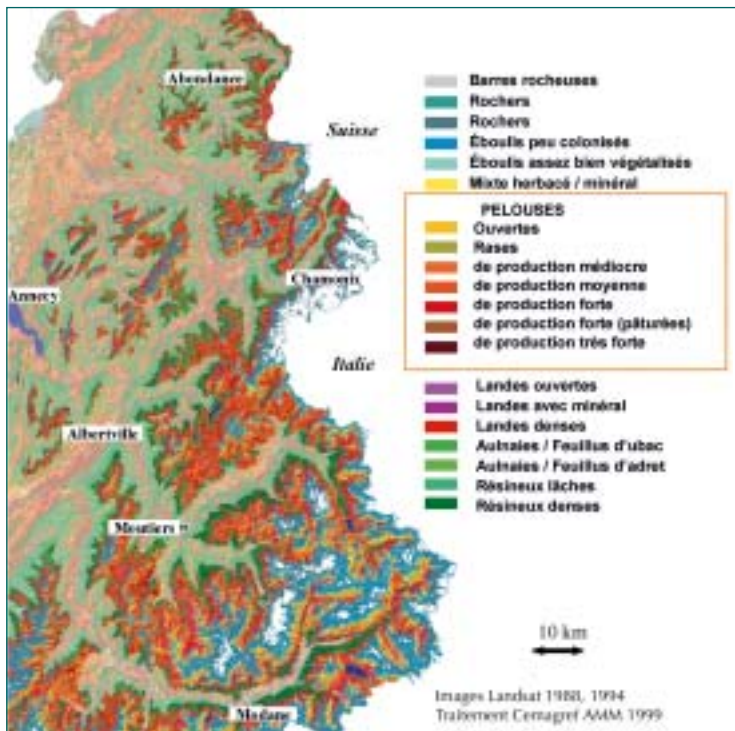 Abondance
Suisse
Chamonix
Annecy
Italie
Albertville
Moutiers
Modane
Barres rocheuses
Rochers
Rochers
Éboulis peu colonisés
Éboulis assez bien végétalisés
Mixte herbacé / minéral
PELOUSES
Ouvertes
Rases
de production médiocre
de production moyenne
de production forte
de production forte (pâturées)
de production trés forte
Landes ouvertes
Landes avec minéral
Landes denses
Aulnaies / Feuillus d'ubac
Aulnaies / Feuillus d'adret
Résineux lâches
Résineux denses
10 km
Images Landsat 1988, 1994
Traitement Cemagref AMM 1999